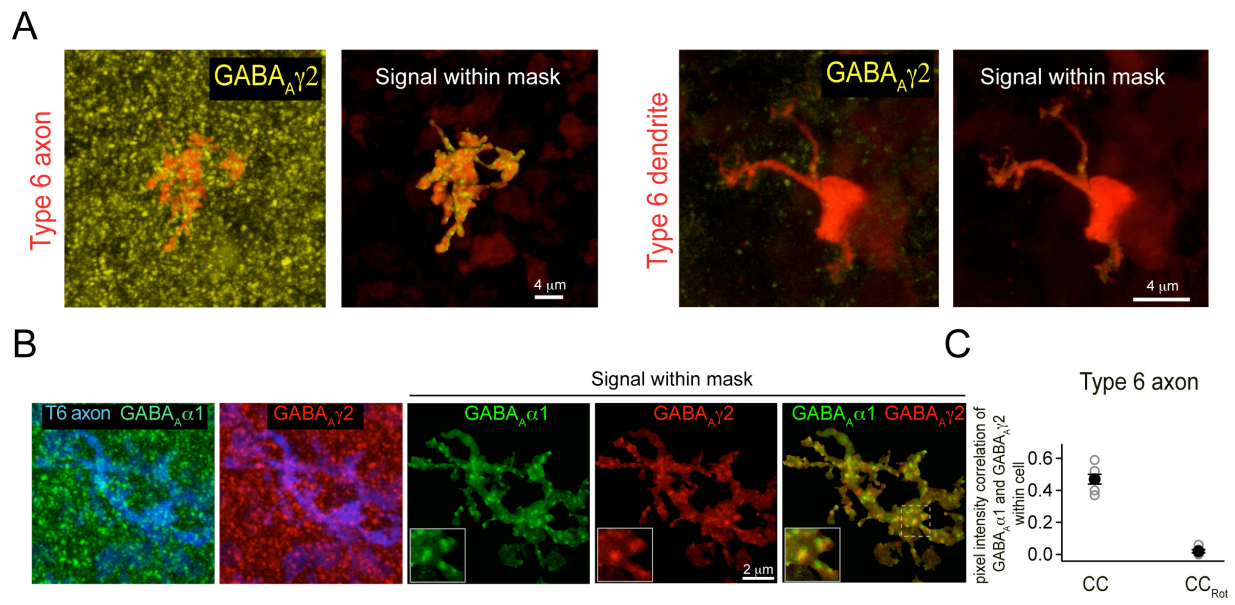 A
Type 6 axon
GABAAγ2
Signal within mask
4 μm
Type 6 dendrite
GABAAγ2
Signal within mask
4 μm
B
Signal within mask
T6 axon GABAAα1
GABAAγ2
GABAAα1
GABAAγ2
GABAAα1 GABAAγ2
2 μm
C
Type 6 axon
pixel intensity correlation of
GABAAα1 and GABAAγ2
within cell
0.6
0.4
0.2
0.0
CC
CCRot